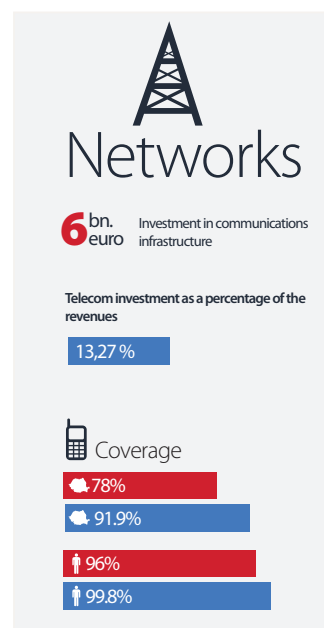 Networks
6 bn. euro
Investment in communications
infrastructure
Telecom investment as a percentage of the
revenues
13,27 %
Coverage
78%
91.9%
96%
99.8%